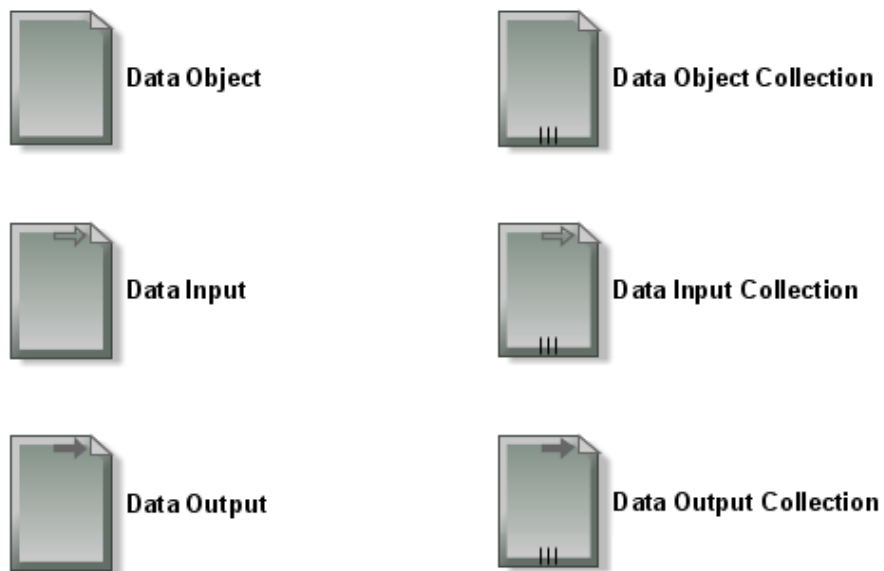 Data Object
Data Object Collection
Data Input
Data Input Collection
Data Output
Data Output Collection